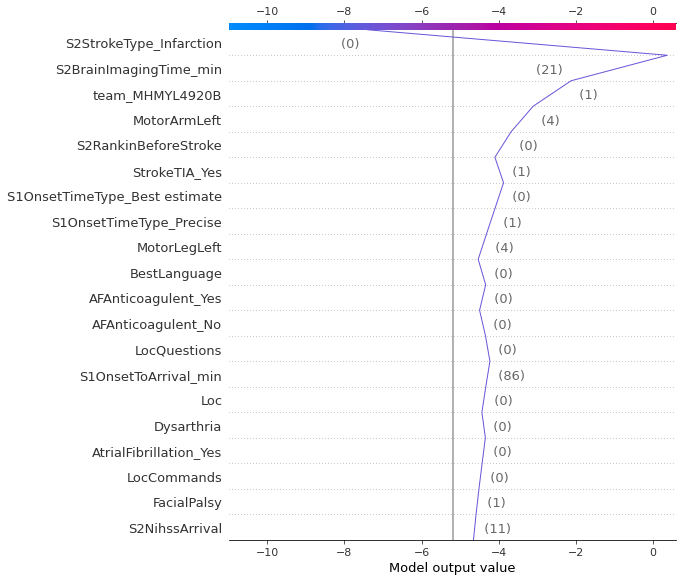 −10 −8 −6 −4 −2 0
S2StrokeType_Infarction (0)
S2BrainImagingTime_min (21)
team_MHMYL4920B (1)
MotorArmLeft (4)
S2RankinBeforeStroke (0)
StrokeTIA_Yes (1)
S1OnsetTimeType_Best estimate (0)
S1OnsetTimeType_Precise (1)
MotorLegLeft (4)
BestLanguage (0)
AFAnticoagulent_Yes (0)
AFAnticoagulent_No (0)
LocQuestions (0)
S1OnsetToArrival_min (86)
Loc (0)
Dysarthria (0)
AtrialFibrillation_Yes (0)
LocCommands (0)
FacialPalsy (1)
S2NihssArrival (11)
−10 −8 −6 −4 −2 0
Model output value